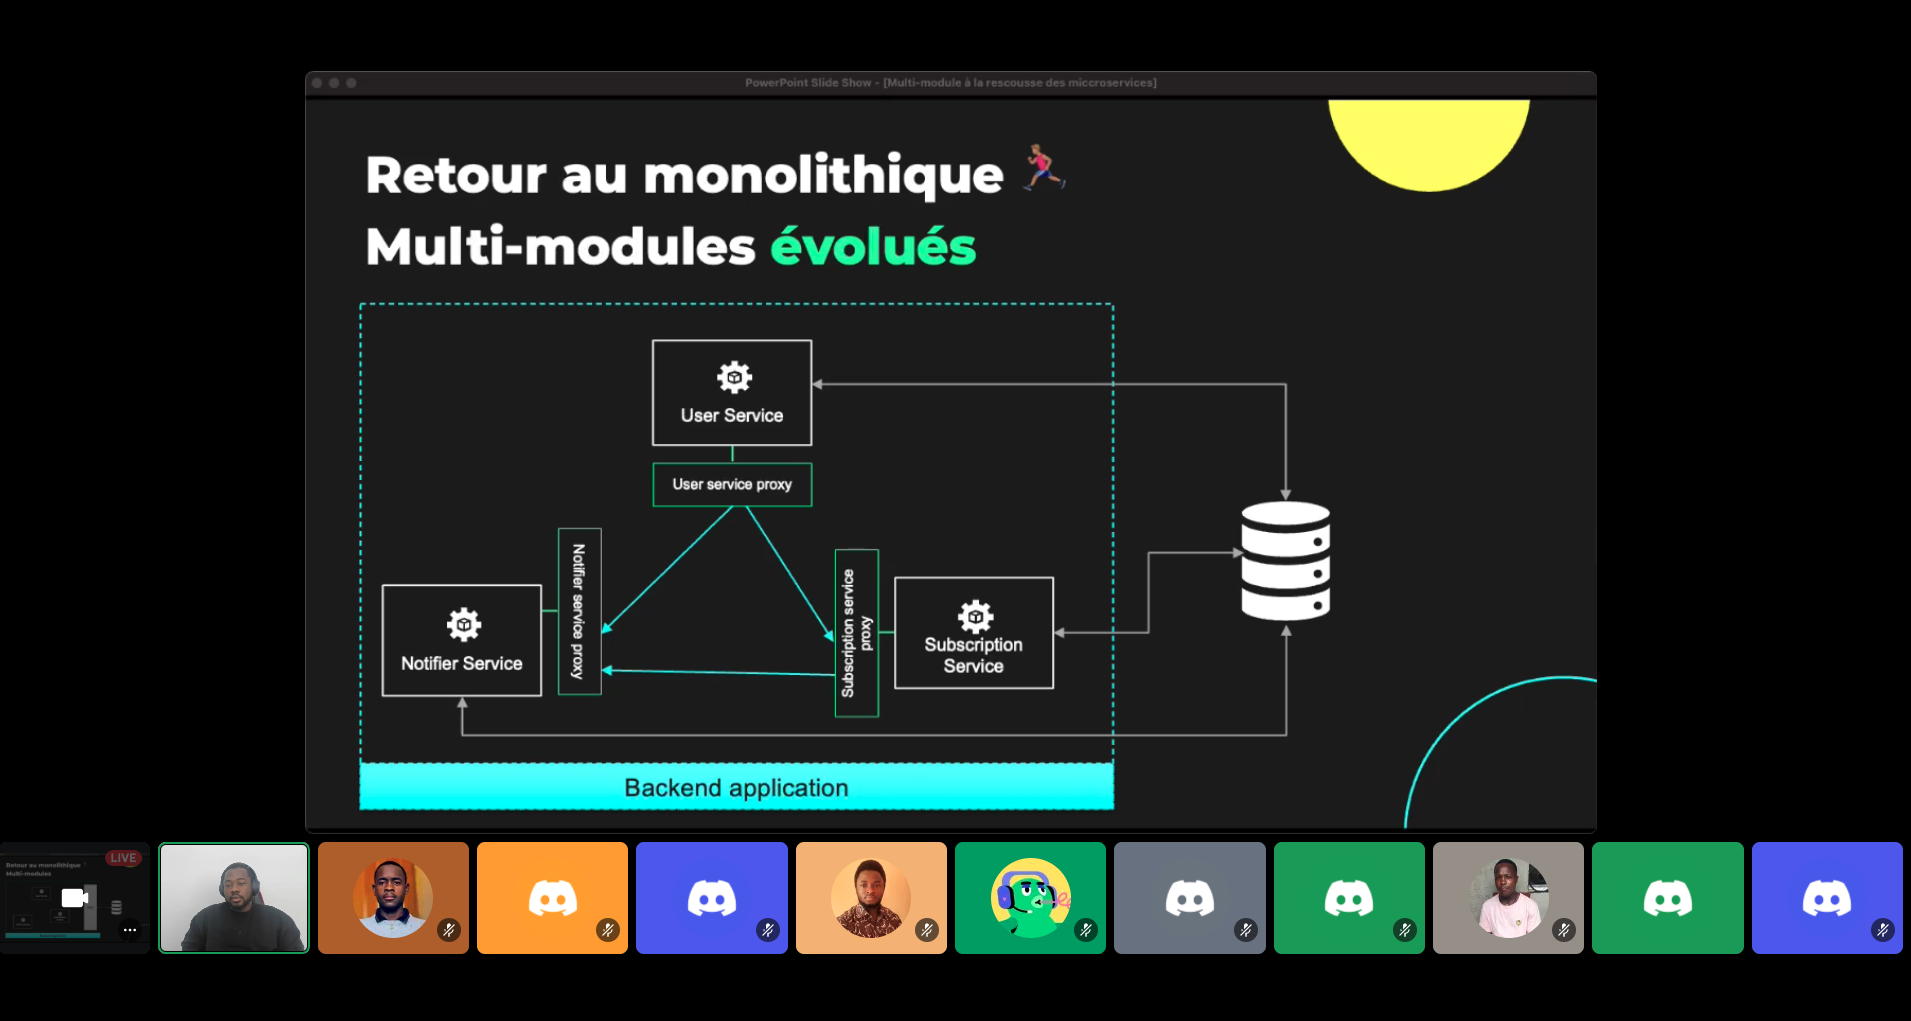 PowerPoint Slide Show - [Multi-module à la rescousse des miccroservices]
Retour au monolithique
Multi-modules évolués
User Service
User service proxy
Notifier service proxy
Notifier Service
Subscription service
proxy
Subscription
Service
Backend application
Retour au monolithique
Multi-modules
LIVE